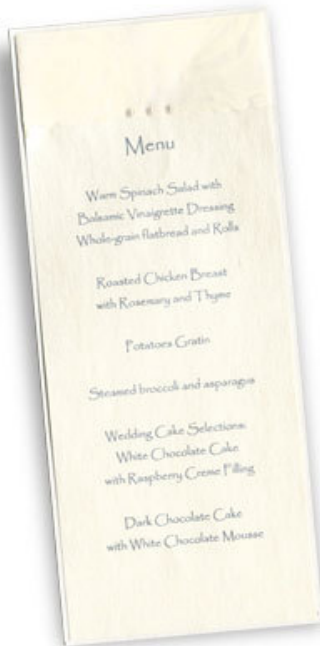 Menu
Warm Spinach Salad with
Balsamic Vinaigrette Dressing
Whole-grain flatbread and Rolls
Roasted Chicken Breast
with Rosemary and Thyme
Potatoes Gratin
Steamed broccoli and asparagus
Wedding Cake Selections:
White Chocolate Cake
with Raspberry Creme Filling
Dark Chocolate Cake
with White Chocolate Mousse